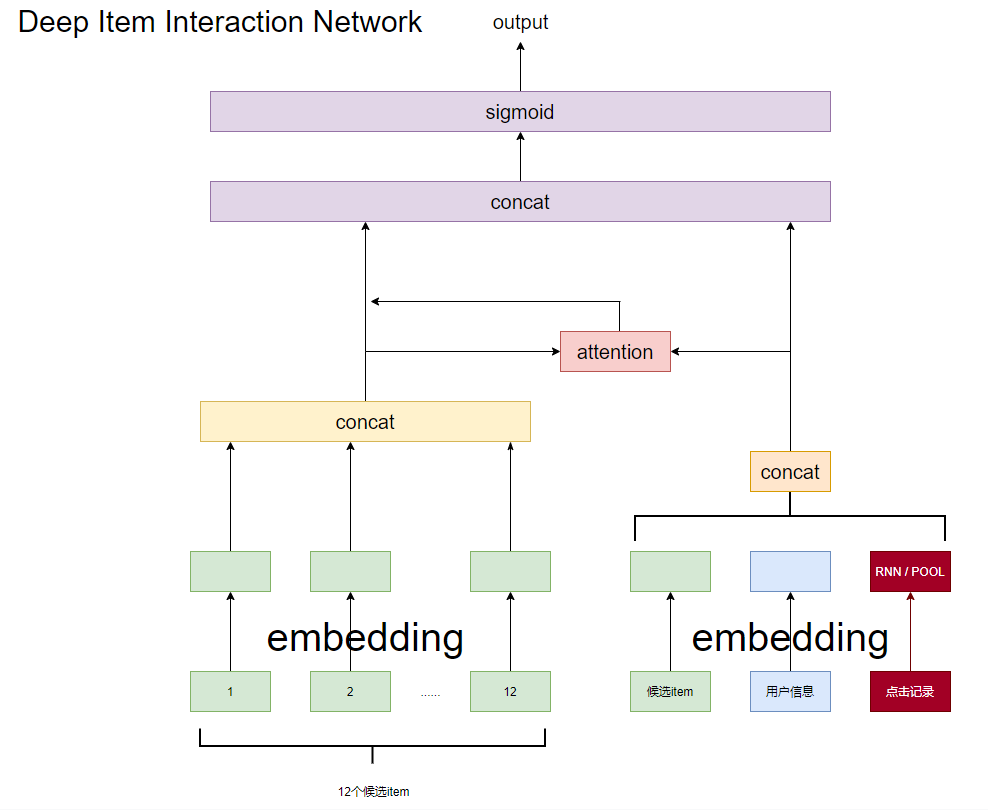 Deep Item Interaction Network
output
sigmoid
concat
attention
concat
concat
RNN / POOL
embedding
embedding
1
2
......
12
候选item
用户信息
点击记录
12个候选item